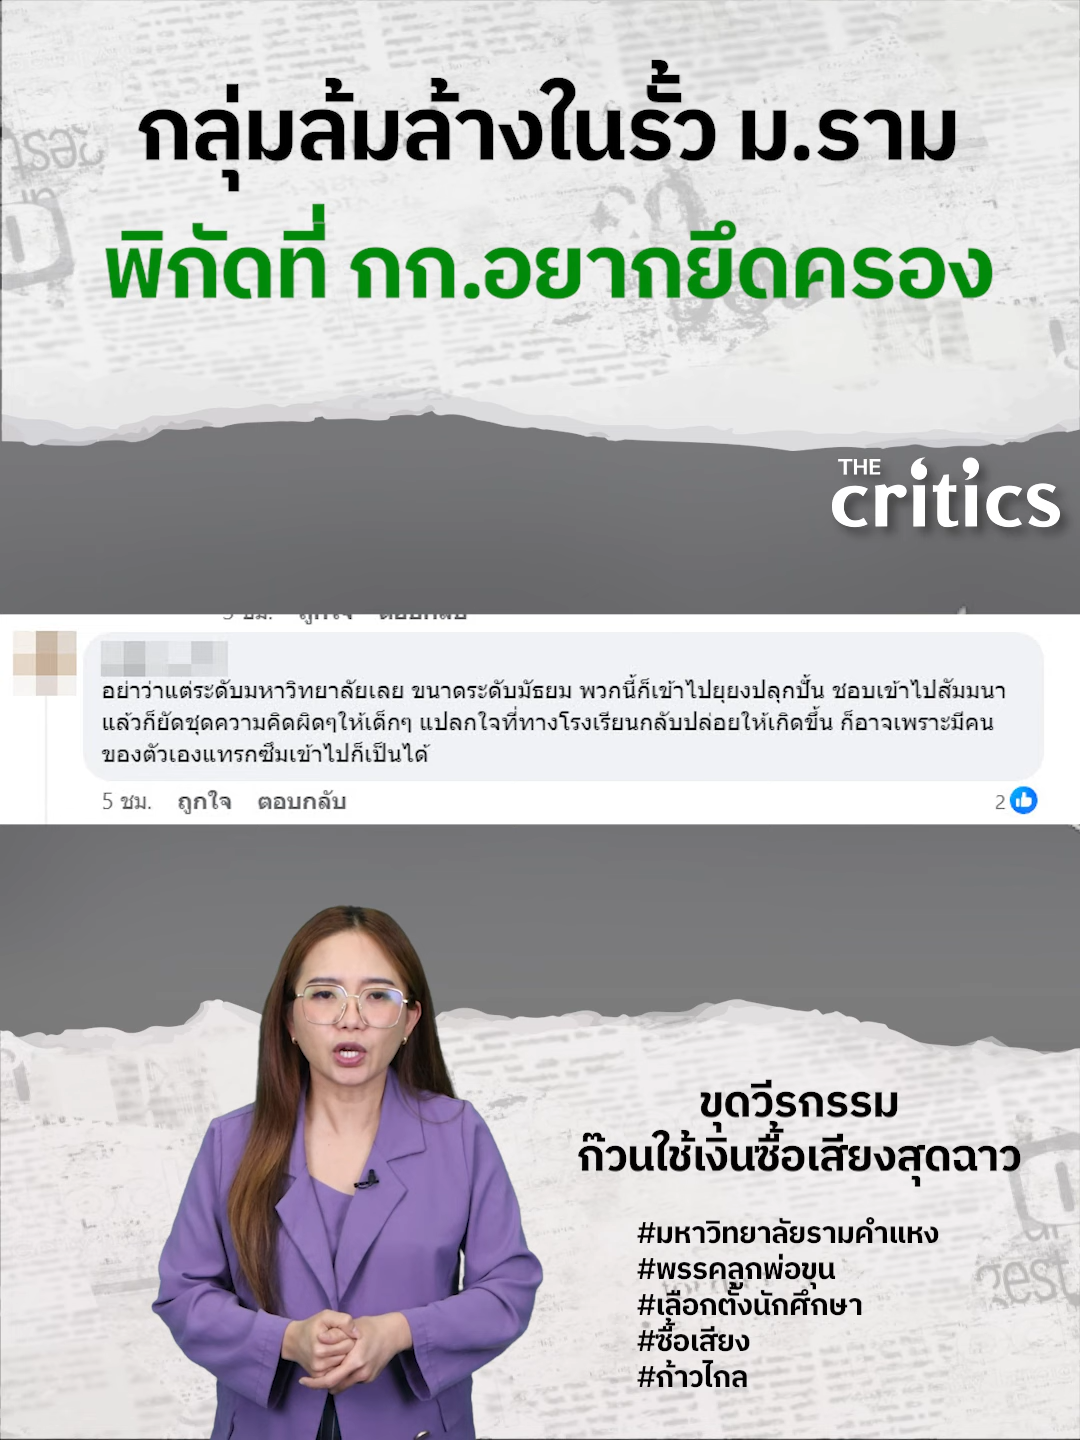 กลุ่มล้มล้างในรั้ว ม.ราม
พิกัดที่ กก.อยากยึดครอง
THE
critics
5 ชม. ถูกใจ ตอบกลับ
อย่าว่าแต่ระดับมหาวิทยาลัยเลย ขนาดระดับมัธยม พวกนี้ก็เข้าไปยุยงปลุกปั้น ชอบเข้าไปสัมมนา
แล้วก็ยัดชุดความคิดผิดๆให้เด็กๆ แปลกใจที่ทางโรงเรียนกลับปล่อยให้เกิดขึ้น ก็อาจเพราะมีคน
ของตัวเองแทรกซึมเข้าไปก็เป็นได้
5 ชม. ถูกใจ ตอบกลับ 2
ขุดวีรกรรม
ก๊วนใช้เงินซื้อเสียงสุดฉาว
#มหาวิทยาลัยรามคำแหง
#พรรคลูกพ่อขุน
#เลือกตั้งนักศึกษา
#ซื้อเสียง
#ก้าวไกล